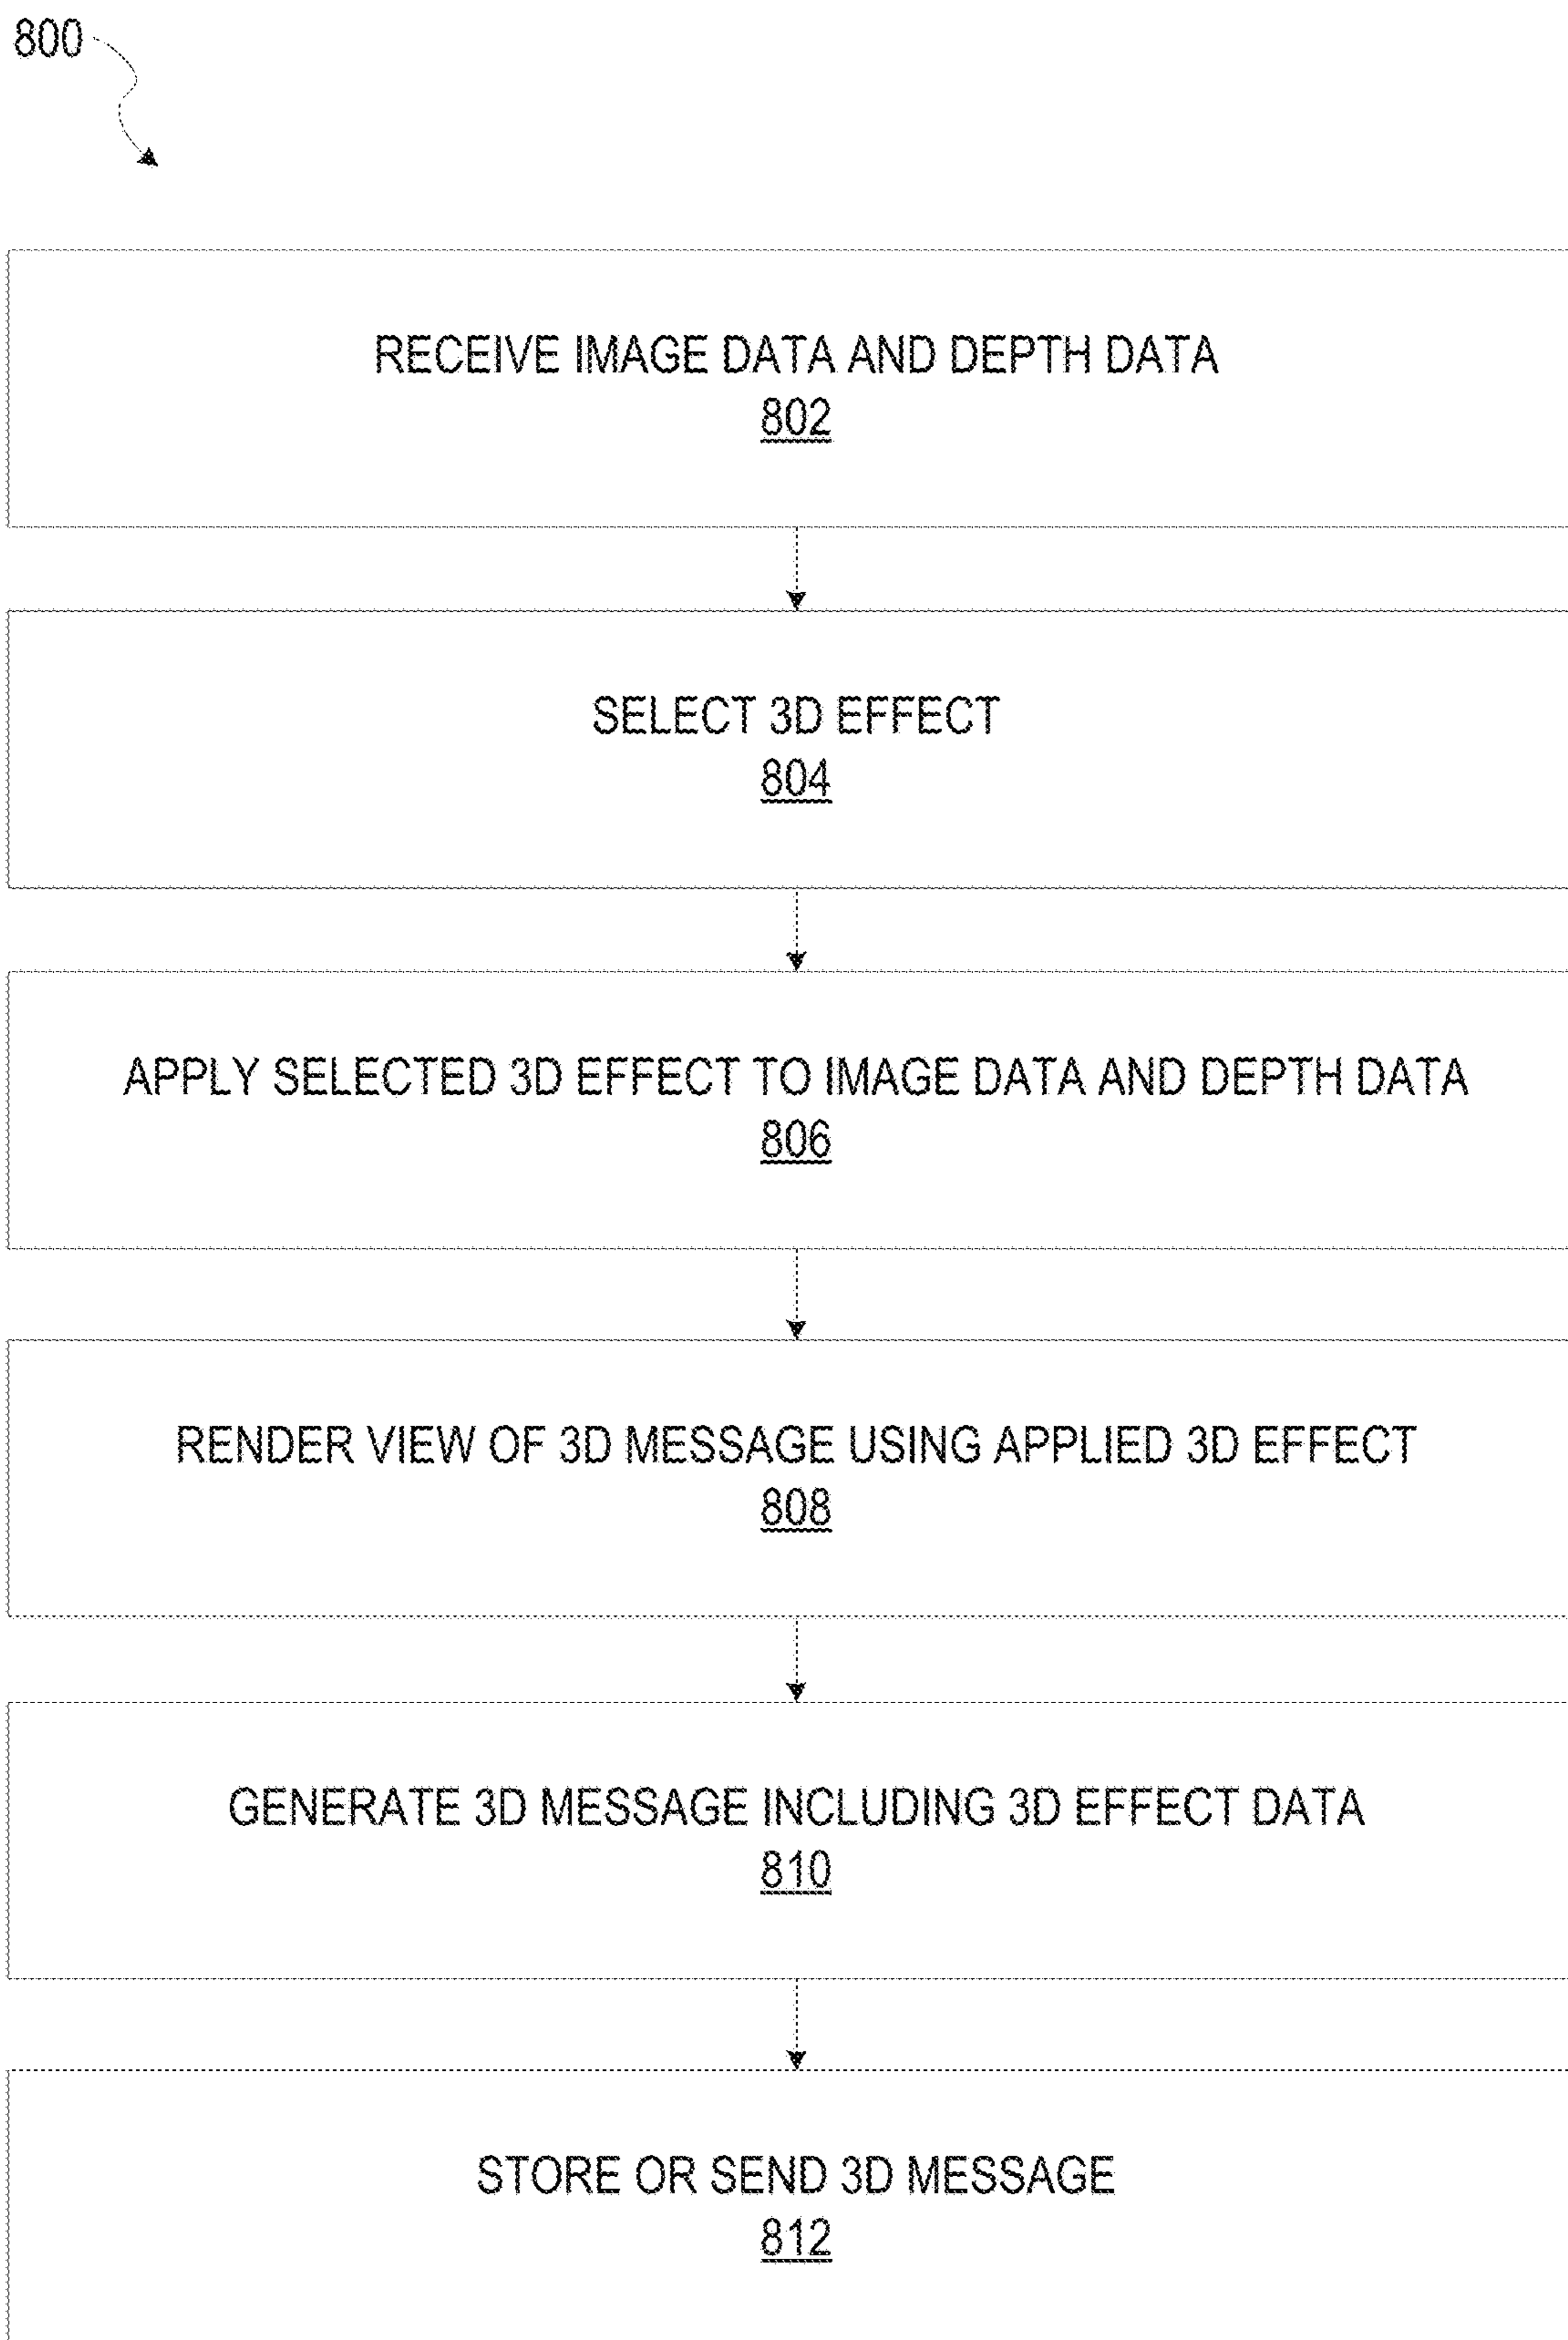 800
RECEIVE IMAGE DATA AND DEPTH DATA
802
SELECT 3D EFFECT
804
APPLY SELECTED 3D EFFECT TO IMAGE DATA AND DEPTH DATA
806
RENDER VIEW OF 3D MESSAGE USING APPLIED 3D EFFECT
808
GENERATE 3D MESSAGE INCLUDING 3D EFFECT DATA
810
STORE OR SEND 3D MESSAGE
812